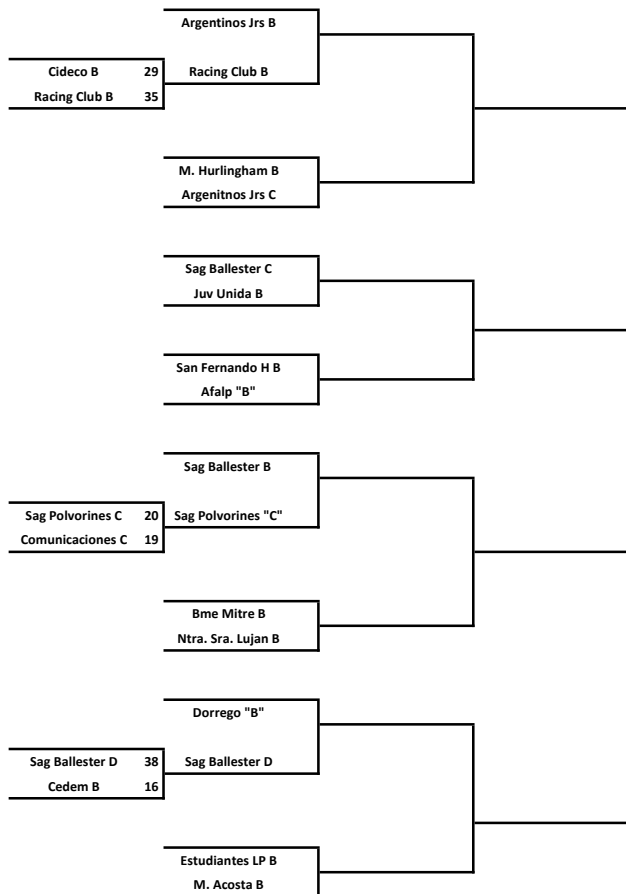 Argentinos Jrs B
Cideco B 29
Racing Club B
Racing Club B 35
M. Hurlingham B
Argenitnos Jrs C
Sag Ballester C
Juv Unida B
San Fernando H B
Afalp "B"
Sag Ballester B
Sag Polvorines C 20
Sag Polvorines "C"
Comunicaciones C 19
Bme Mitre B
Ntra. Sra. Lujan B
Dorrego "B"
Sag Ballester D 38
Sag Ballester D
Cedem B 16
Estudiantes LP B
M. Acosta B